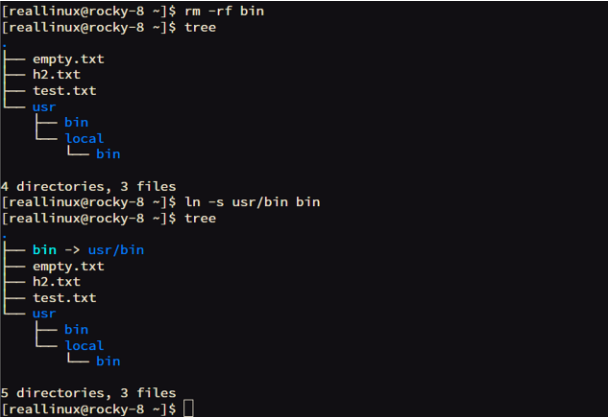 [reallinux@rocky-8 ~]$ rm -rf bin
[reallinux@rocky-8 ~]$ tree
.
├── empty.txt
├── h2.txt
├── test.txt
└── usr
    ├── bin
    └── local
        └── bin

4 directories, 3 files
[reallinux@rocky-8 ~]$ ln -s usr/bin bin
[reallinux@rocky-8 ~]$ tree
.
├── bin -> usr/bin
├── empty.txt
├── h2.txt
├── test.txt
└── usr
    ├── bin
    └── local
        └── bin

5 directories, 3 files
[reallinux@rocky-8 ~]$